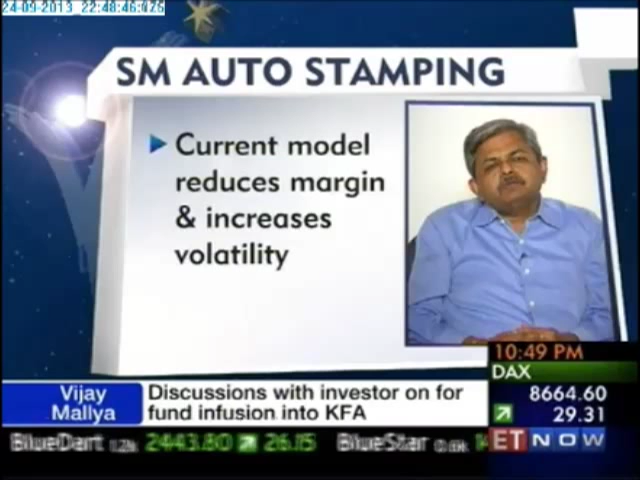 24-09-2013 22:48:46:026
SM AUTO STAMPING
Current model
reduces margin
& increases
volatility
10:49 PM
DAX
8664.60
29.31
Vijay
Mallya
Discussions with investor on for
fund infusion into KFA
BlueDart 2443.80 26.15 BlueStar
ET NOW